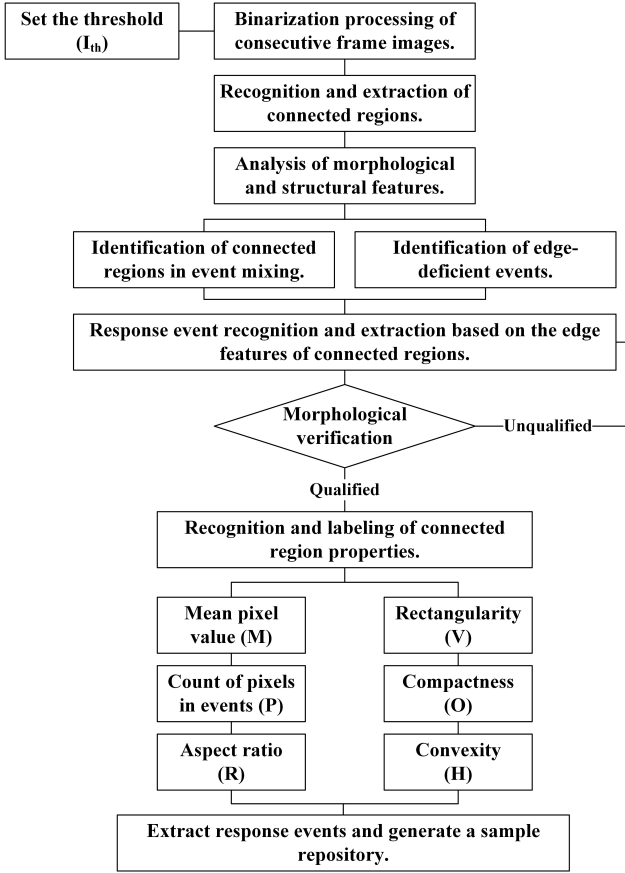 Set the threshold
(Ith)
Binarization processing of
consecutive frame images.
Recognition and extraction of
connected regions.
Analysis of morphological
and structural features.
Identification of connected
regions in event mixing.
Identification of edge-
deficient events.
Response event recognition and extraction based on the edge
features of connected regions.
Morphological
verification
Unqualified
Qualified
Recognition and labeling of connected
region properties.
Mean pixel
value (M)
Rectangularity
(V)
Count of pixels
in events (P)
Compactness
(O)
Aspect ratio
(R)
Convexity
(H)
Extract response events and generate a sample
repository.